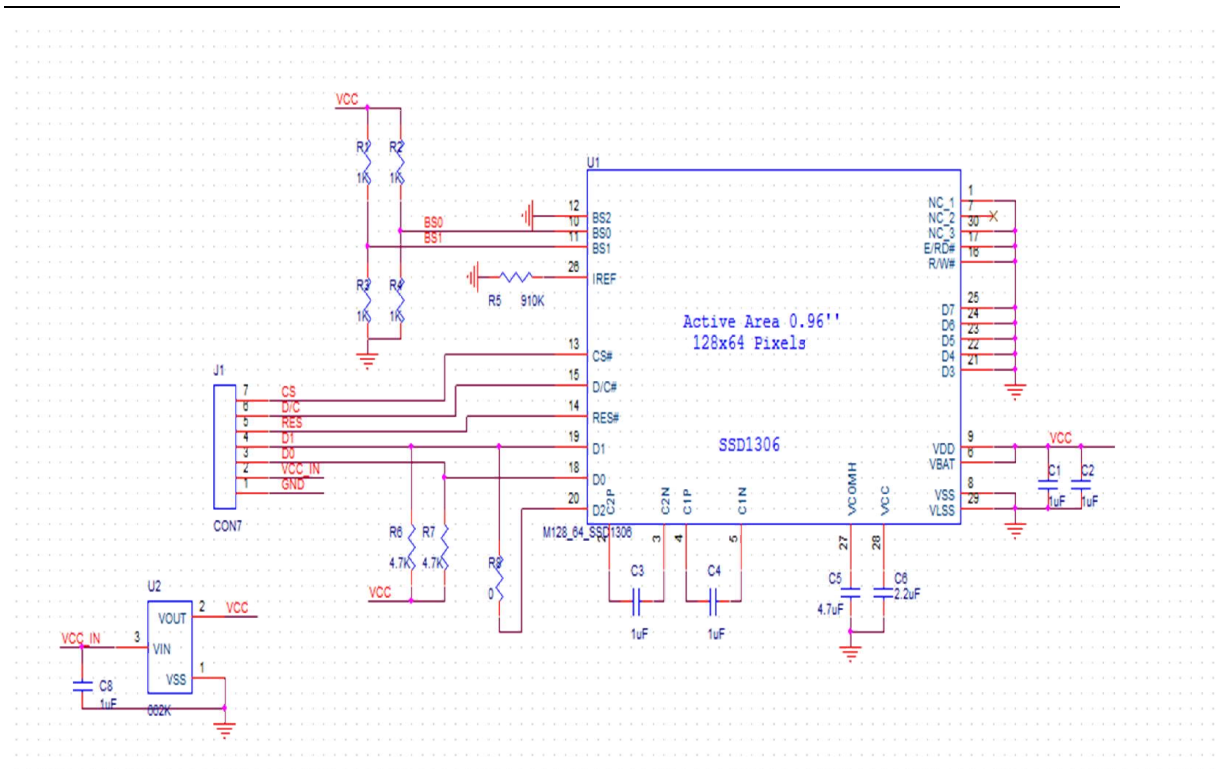 VCC
R1 R2
1K 1K
U1
12 BS2
10 BS0
11 BS1
BS0
BS1
26 IREF
R5 910K
R3 R4
1K 1K
NC_1 1
NC_2 7
NC_3 30
E/RD# 17
R/W# 16
D7 25
D6 24
D5 23
D4 22
D3 21
Active Area 0.96''
128x64 Pixels
SSD1306
13 CS#
15 D/C#
14 RES#
19 D1
18 D0
20 D2
J1
7 CS
6 D/C
5 RES
4 D1
3 D0
2 VCC_IN
1 GND
CON7
VDD 9
VBAT 6
VSS 8
VLSS 29
VCC
C1 C2
1uF 1uF
C2P C2N C1P C1N VCOMH VCC
M128_64_SSD1306
2 3 4 5 27 28
R6 R7
4.7K 4.7K
VCC
R8
0
C3 C4
1uF 1uF
C5 C6
4.7uF 2.2uF
U2
VOUT 2 VCC
VCC_IN 3 VIN
VSS 1
C8
1uF
662K